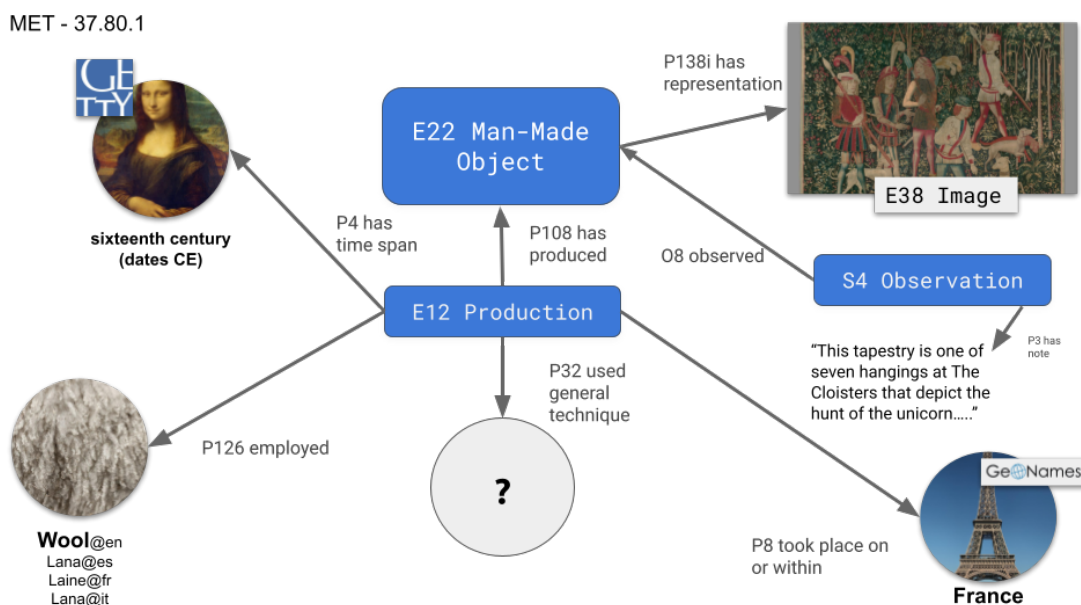 MET - 37.80.1
GE
TTY
sixteenth century
(dates CE)
P4 has
time span
E22 Man-Made
Object
P138i has
representation
E38 Image
P108 has
produced
O8 observed
S4 Observation
E12 Production
P3 has
note
“This tapestry is one of
seven hangings at The
Cloisters that depict the
hunt of the unicorn.....”
P32 used
general
technique
?
P126 employed
Wool@en
Lana@es
Laine@fr
Lana@it
GeoNames
P8 took place on
or within
France